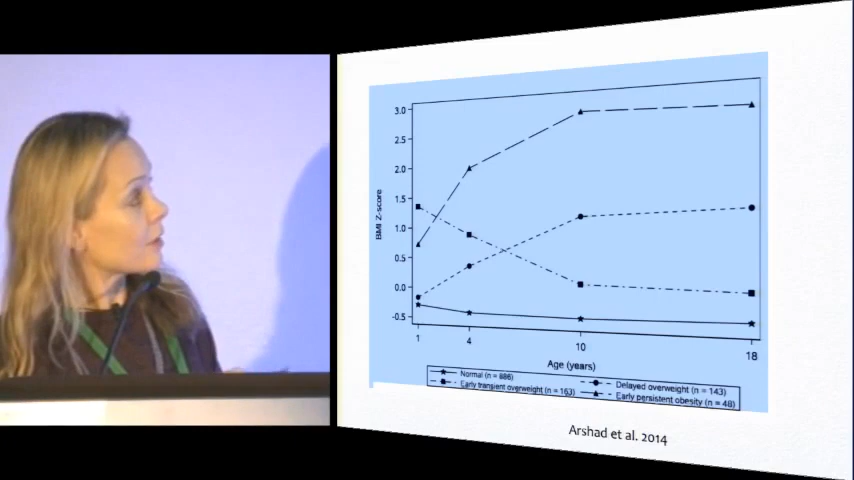 3.0
2.5
2.0
1.5
1.0
0.5
0.0
-0.5
BMI Z-score
1 4 10 18
Age (years)
Normal (n = 886)
Early transient overweight (n = 163)
Delayed overweight (n = 143)
Early persistent obesity (n = 48)
Arshad et al. 2014